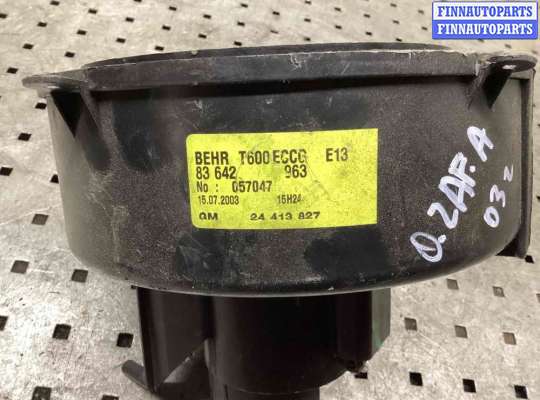 FINNAUTOPARTS
FINNAUTOPARTS
BEHR T600 ECCG E13
83 642 963
No : 057047
15.07.2003 15H24
GM 24 413 827
O. ZAF. A
03 г